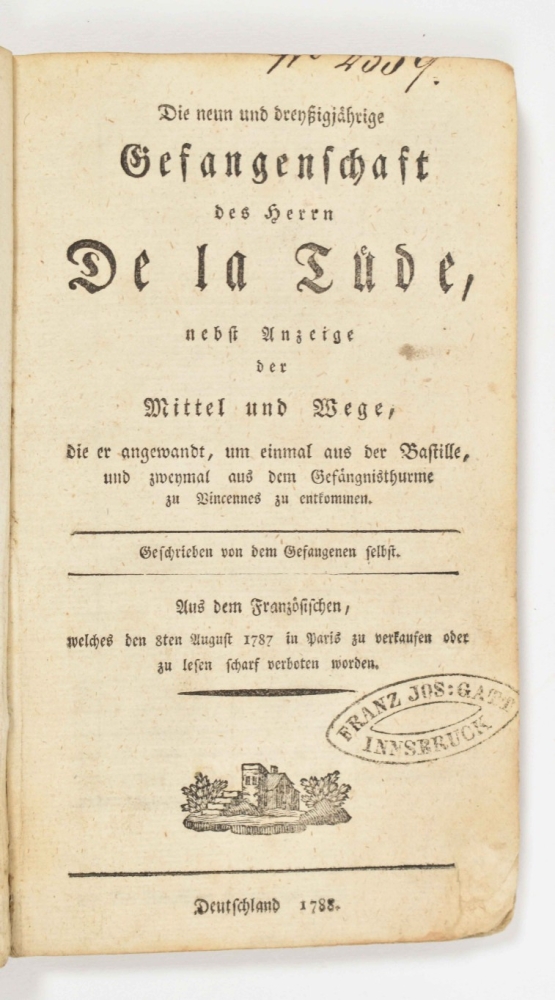 Die neun und dreyßigjährige
Gefangenschaft
des Herrn
De la Tüde,
nebst Anzeige
der
Mittel und Wege,
die er angewandt, um einmal aus der Bastille,
und zweymal aus dem Gefängnisthurme
zu Vincennes zu entkommen.
Geschrieben von dem Gefangenen selbst.
Aus dem Französischen,
welches den 8ten August 1787 in Paris zu verkaufen oder
zu lesen scharf verboten worden.
FRANZ JOS: GATT
INNSBRUCK
Deutschland 1788.